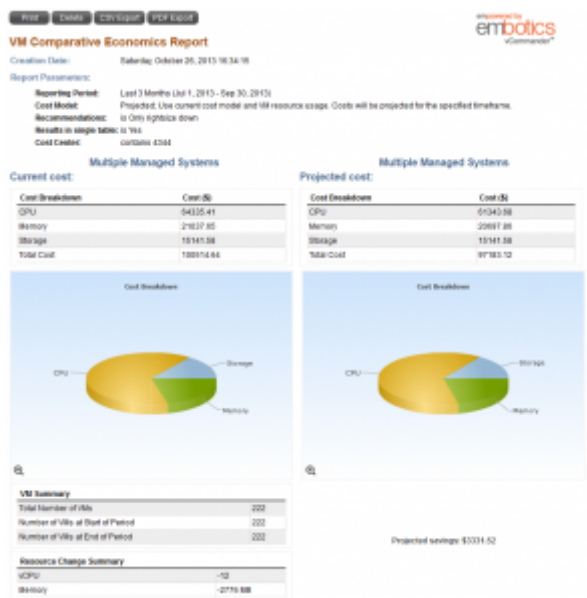 Print Delete CSV Export PDF Export
empowered by
embotics
vCommander™
VM Comparative Economics Report
Creation Date: Saturday, October 26, 2013 16:34:15
Report Parameters:
Reporting Period: Last 3 Months (Jul 1, 2013 - Sep 30, 2013)
Cost Model: Projected; Use current cost model and VM resource usage. Costs will be projected for the specified timeframe.
Recommendations: is Only rightsize down
Results in single table: is Yes
Cost Center: contains 4344
Multiple Managed Systems
Current cost:
Cost Breakdown Cost ($)
CPU 64335.41
Memory 21037.65
Storage 15141.58
Total Cost 100514.64
Cost Breakdown
CPU
Storage
Memory
Multiple Managed Systems
Projected cost:
Cost Breakdown Cost ($)
CPU 61343.58
Memory
Storage 15141.58
Total Cost 97183.12
Cost Breakdown
CPU
Storage
Memory
VM Summary
Total Number of VMs 222
Number of VMs at Start of Period 222
Number of VMs at End of Period 222
Projected savings: $3331.52
Resource Change Summary
vCPU -12
Memory -2776 MB